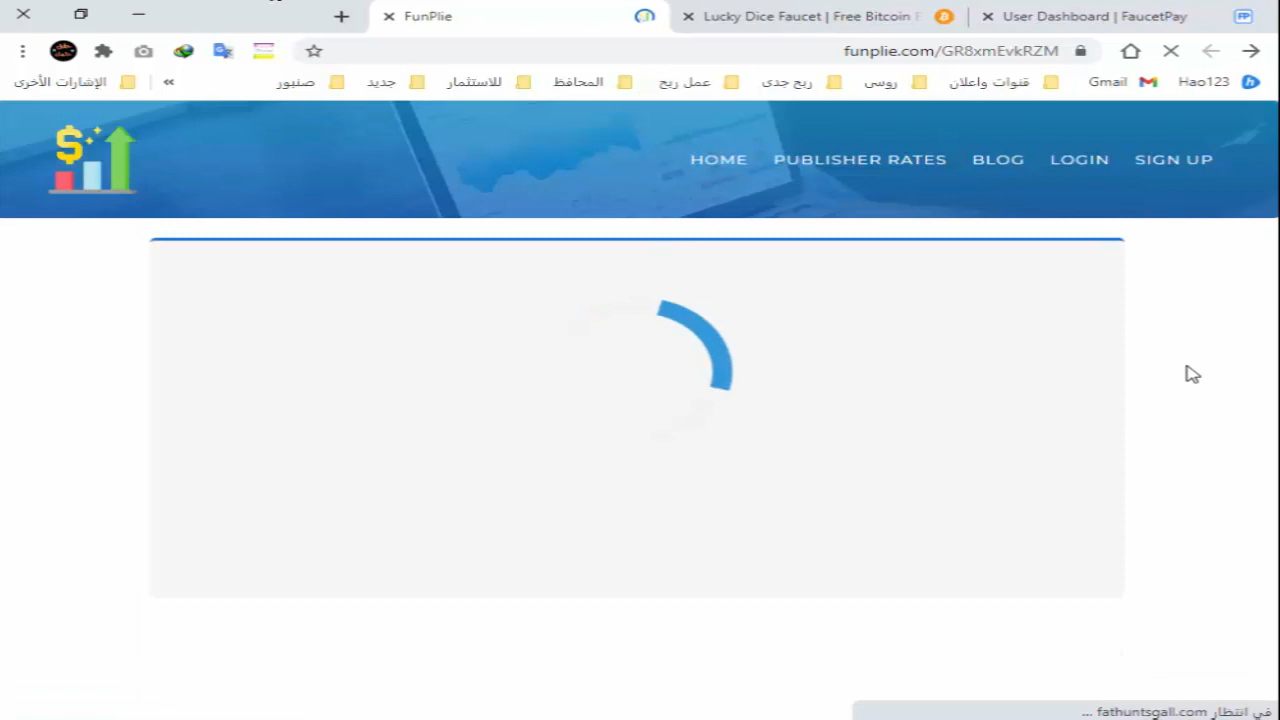 FunPlie
Lucky Dice Faucet | Free Bitcoin F
User Dashboard | FaucetPay
FP
funplie.com/GR8xmEvkRZM
Hao123
Gmail
قنوات واعلان
روسى
ربح جدى
عمل ربح
المحافظ
للاستثمار
جديد
صنبور
»
الإشارات الأخرى
HOME
PUBLISHER RATES
BLOG
LOGIN
SIGN UP
في انتظار fathuntsgall.com ...